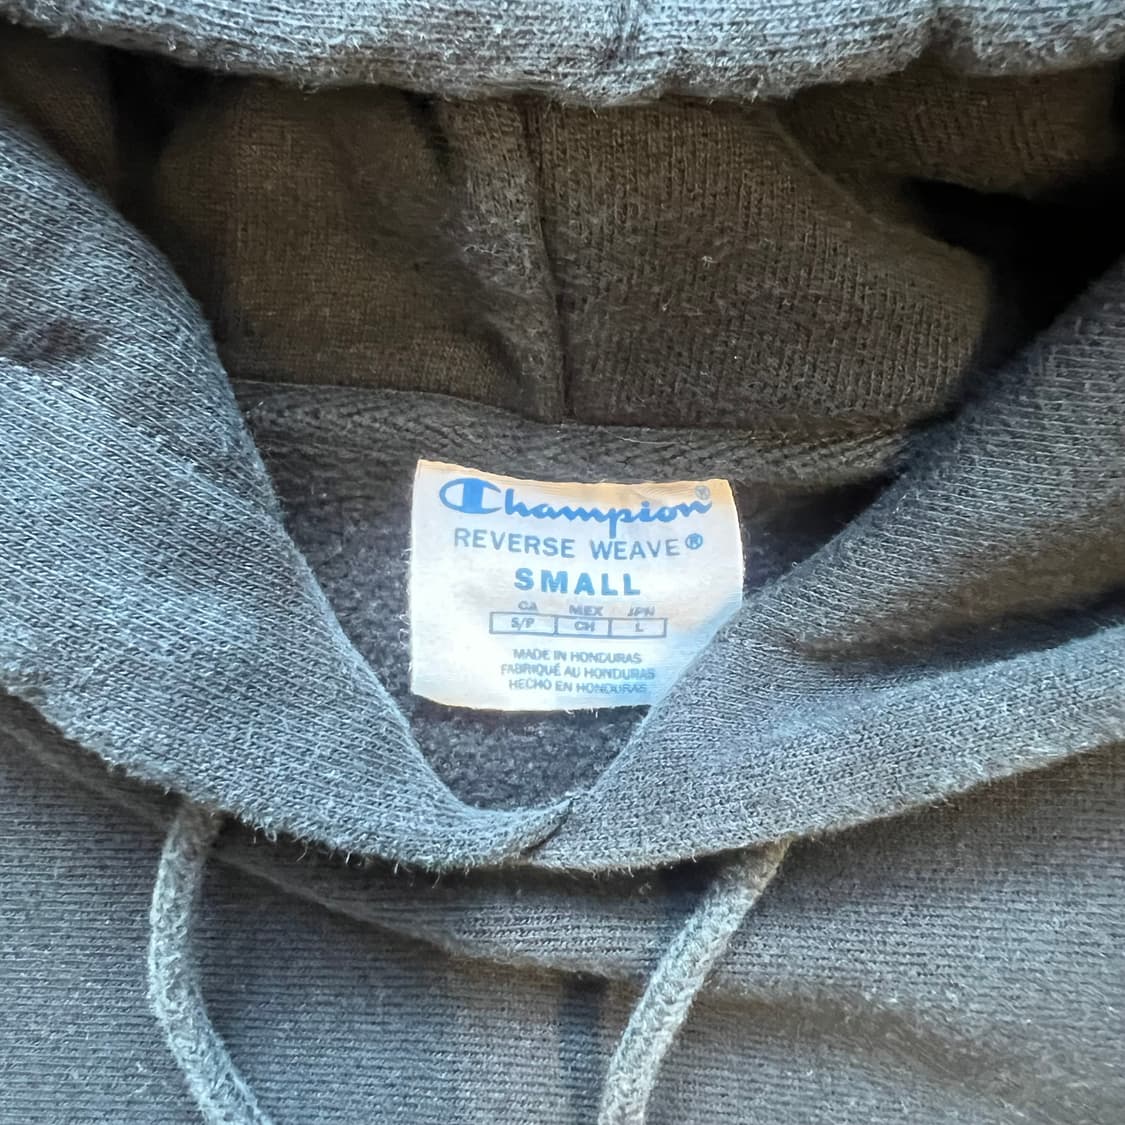 Champion®
REVERSE WEAVE®
SMALL
CA MEX JPN
S/P CH L
MADE IN HONDURAS
FABRIQUÉ AU HONDURAS
HECHO EN HONDURAS